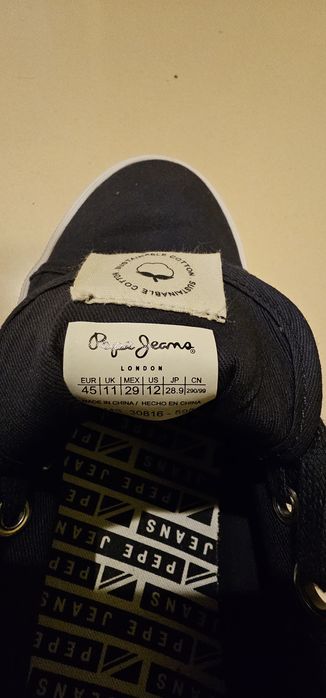 SUSTAINABLE COTTON
SUSTAINABLE COTTON
Pepe Jeans®
LONDON
EUR UK MEX US JP CN
45 11 29 12 28.9 290/99
MADE IN CHINA / HECHO EN CHINA
30816 - 
PEPE JEANS
PEPE JEANS
PEPE JEANS
PEPE JEANS